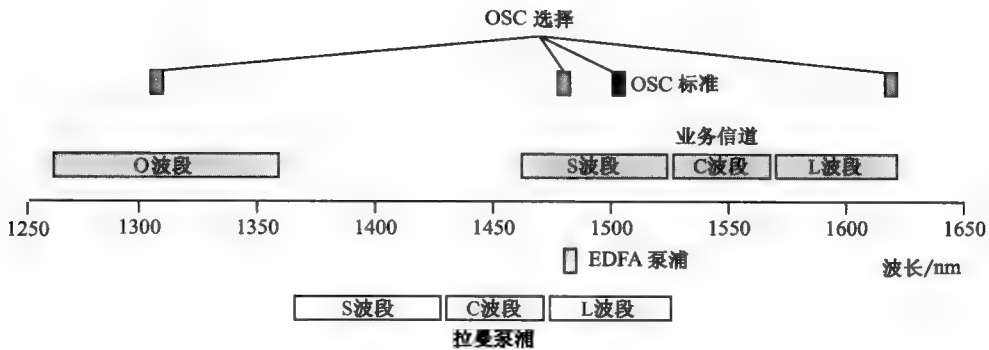 OSC 选择
OSC 标准
业务信道
O波段
S波段
C波段
L波段
1250
1300
1350
1400
1450
1500
1550
1600
1650
EDFA 泵浦
波长/nm
S波段
C波段
L波段
拉曼泵浦